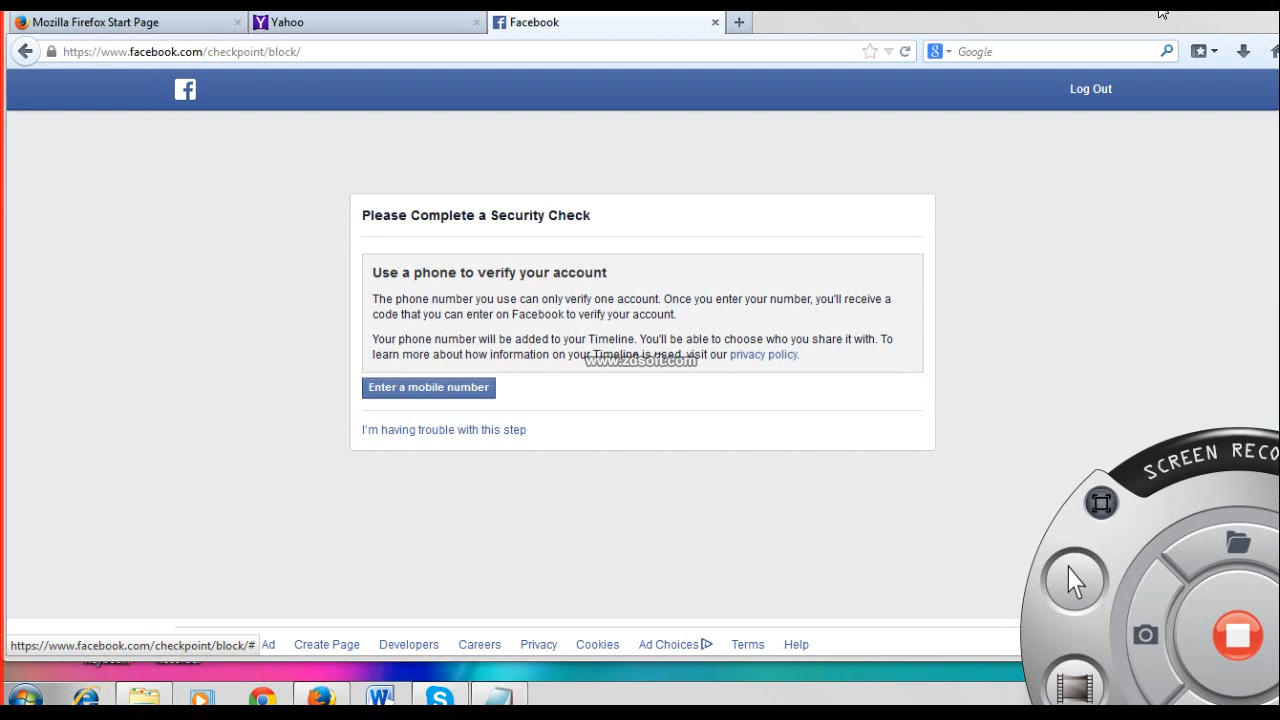 Mozilla Firefox Start Page
Yahoo
Facebook
https://www.facebook.com/checkpoint/block/
Google
Log Out
Please Complete a Security Check
Use a phone to verify your account
The phone number you use can only verify one account. Once you enter your number, you'll receive a
code that you can enter on Facebook to verify your account.
Your phone number will be added to your Timeline. You'll be able to choose who you share it with. To
learn more about how information on your Timeline is used, visit our privacy policy.
www.zdsoft.com
Enter a mobile number
I'm having trouble with this step
SCREEN RECO
https://www.facebook.com/checkpoint/block/#
Ad Create Page Developers Careers Privacy Cookies Ad Choices Terms Help